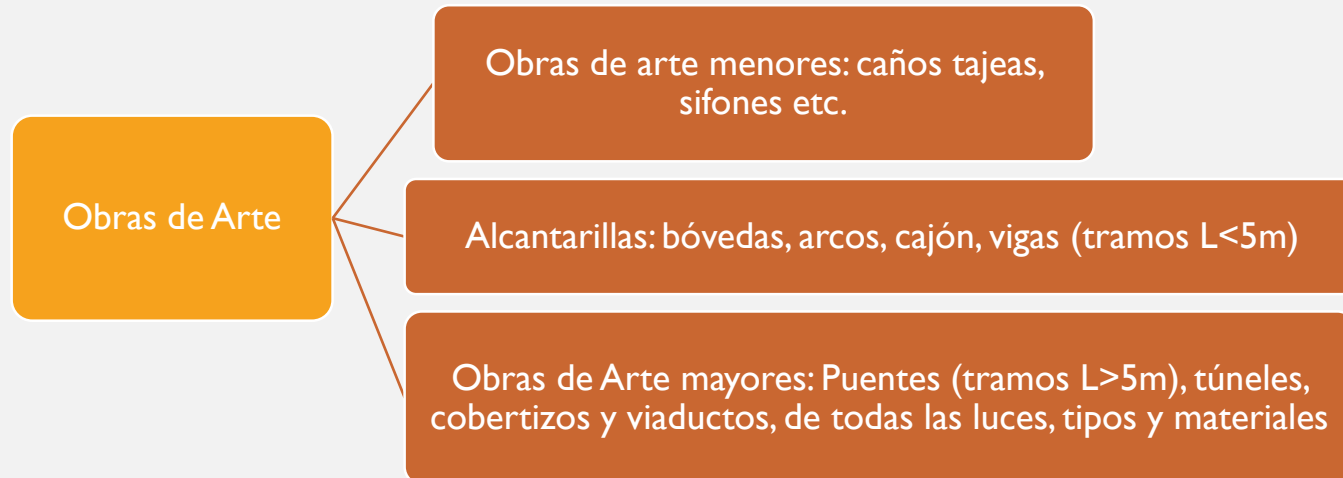 Obras de Arte
Obras de arte menores: caños tajeas,
sifones etc.
Alcantarillas: bóvedas, arcos, cajón, vigas (tramos L<5m)
Obras de Arte mayores: Puentes (tramos L>5m), túneles,
cobertizos y viaductos, de todas las luces, tipos y materiales